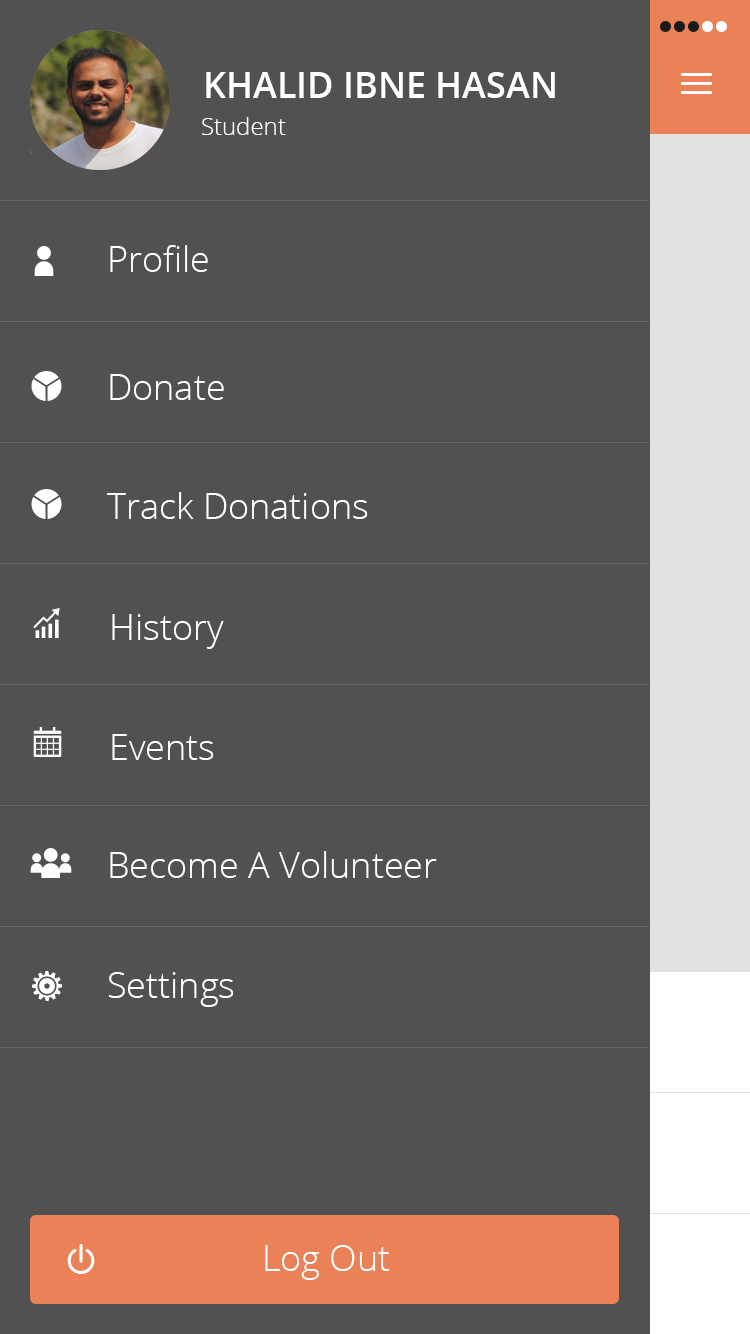 KHALID IBNE HASAN
Student
Profile
Donate
Track Donations
History
Events
Become A Volunteer
Settings
Log Out